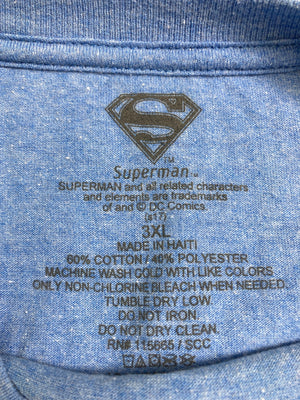 S
TM
Superman TM
SUPERMAN and all related characters
and elements are trademarks
of and © DC Comics.
(s17)
3XL
MADE IN HAITI
60% COTTON / 40% POLYESTER
MACHINE WASH COLD WITH LIKE COLORS
ONLY NON-CHLORINE BLEACH WHEN NEEDED.
TUMBLE DRY LOW.
DO NOT IRON.
DO NOT DRY CLEAN.
RN# 115665 / SCC